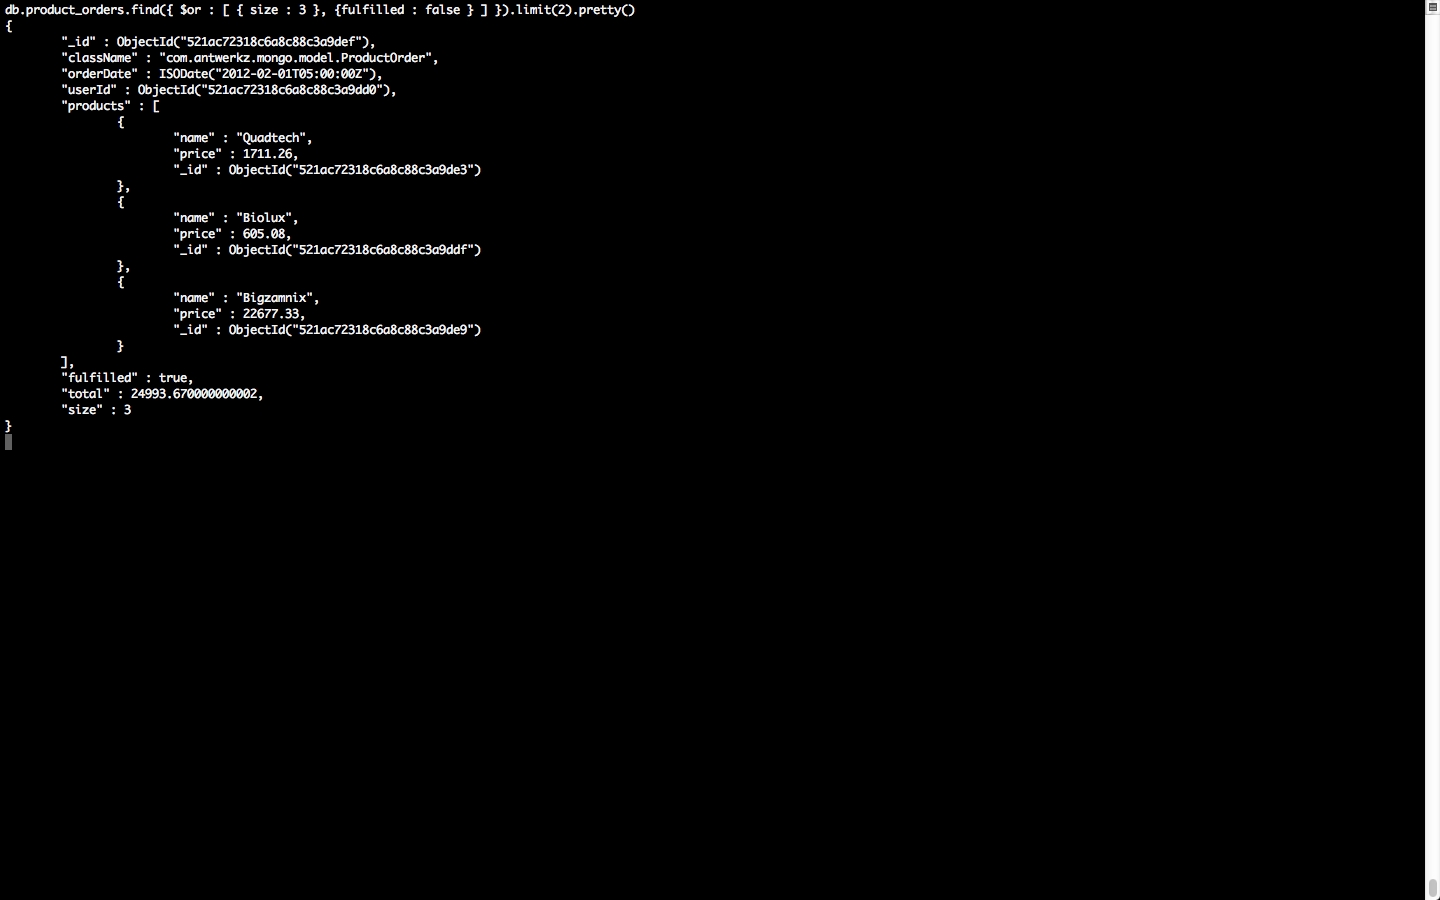 db.product_orders.find({ $or : [ { size : 3 }, {fulfilled : false } ] }).limit(2).pretty()
{
"_id" : ObjectId("521ac72318c6a8c88c3a9def"),
"className" : "com.antwerkz.mongo.model.ProductOrder",
"orderDate" : ISODate("2012-02-01T05:00:00Z"),
"userId" : ObjectId("521ac72318c6a8c88c3a9dd0"),
"products" : [
{
"name" : "Quadtech",
"price" : 1711.26,
"_id" : ObjectId("521ac72318c6a8c88c3a9de3")
},
{
"name" : "Biolux",
"price" : 605.08,
"_id" : ObjectId("521ac72318c6a8c88c3a9ddf")
},
{
"name" : "Bigzamnix",
"price" : 22677.33,
"_id" : ObjectId("521ac72318c6a8c88c3a9de9")
}
],
"fulfilled" : true,
"total" : 24993.670000000002,
"size" : 3
}